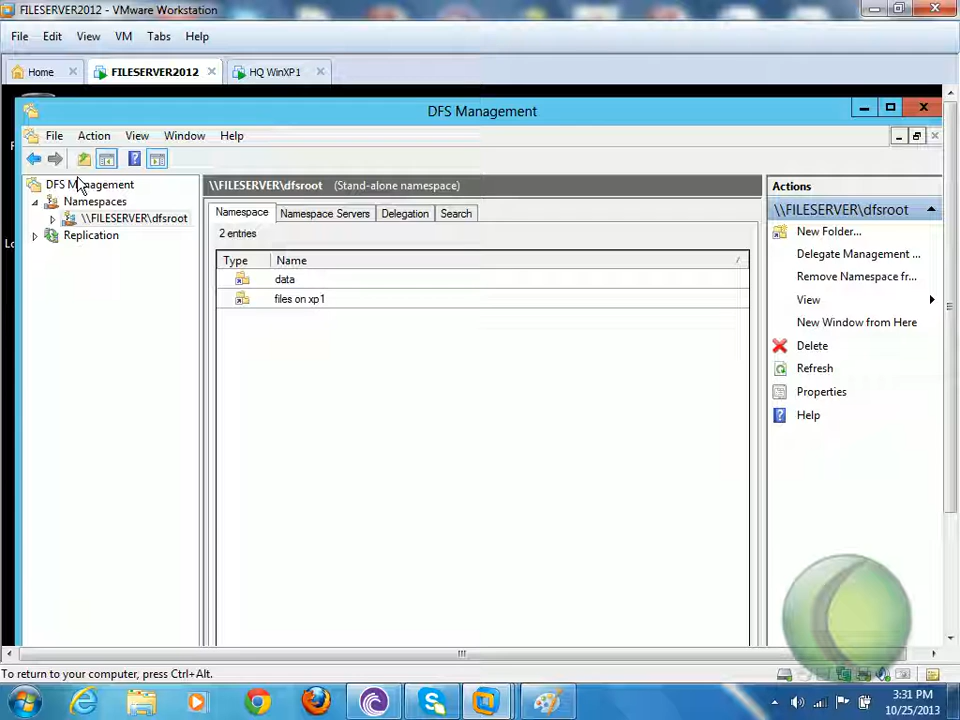 FILESERVER2012 - VMware Workstation
File Edit View VM Tabs Help
Home FILESERVER2012 HQ WinXP1
DFS Management
File Action View Window Help
DFS Management
Namespaces
\\FILESERVER\dfsroot
Replication
\\FILESERVER\dfsroot (Stand-alone namespace)
Namespace Namespace Servers Delegation Search
2 entries
Type Name
data
files on xp1
Actions
\\FILESERVER\dfsroot
New Folder...
Delegate Management ...
Remove Namespace fr...
View
New Window from Here
Delete
Refresh
Properties
Help
To return to your computer, press Ctrl+Alt.
3:31 PM
10/25/2013